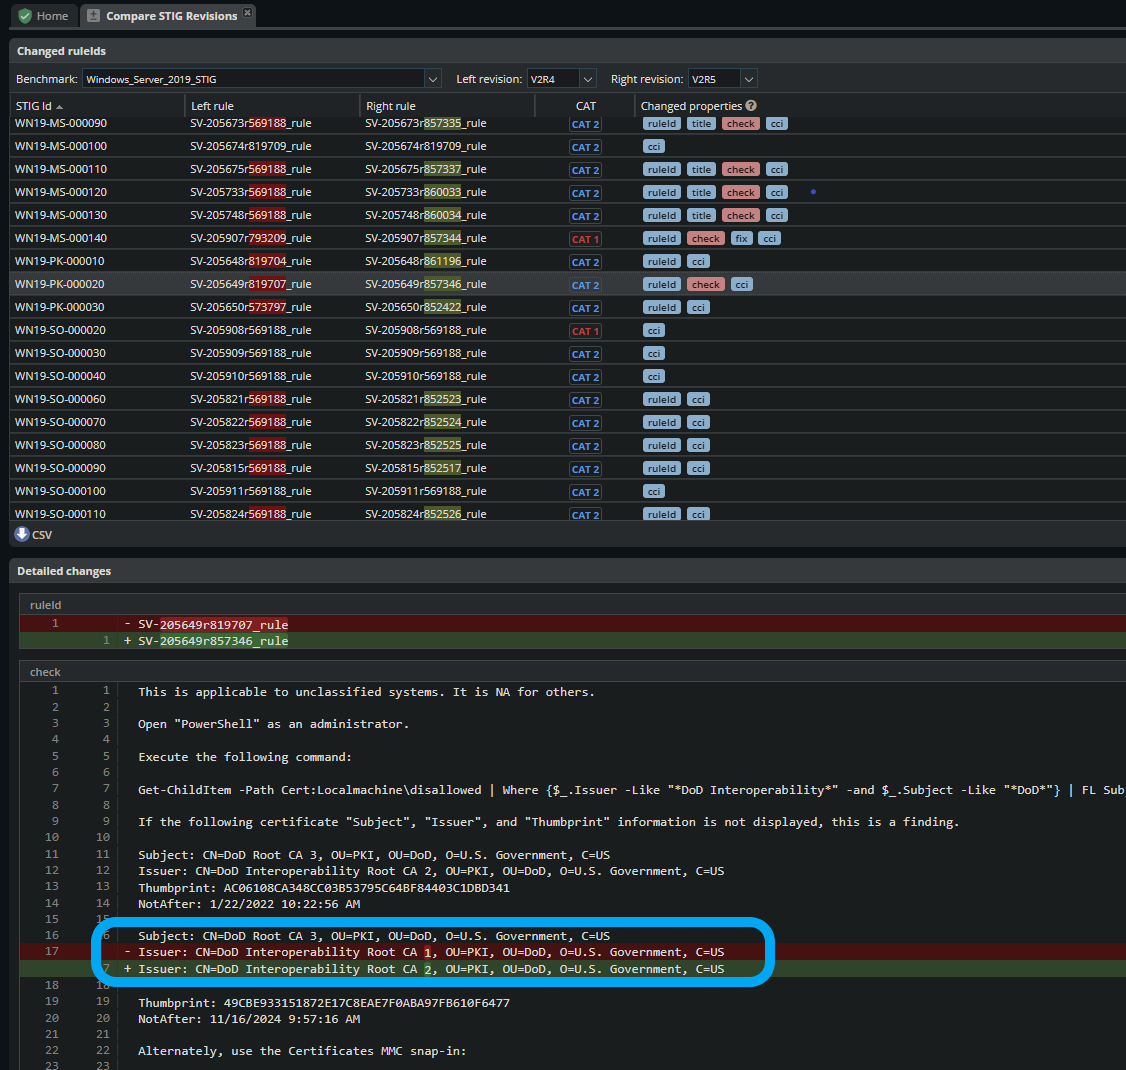 Home Compare STIG Revisions
Changed ruleIds
Benchmark: Windows_Server_2019_STIG Left revision: V2R4 Right revision: V2R5
STIG Id Left rule Right rule CAT Changed properties ?
WN19-MS-000090 SV-205673r569188_rule SV-205673r857335_rule CAT 2 ruleId title check cci
WN19-MS-000100 SV-205674r819709_rule SV-205674r819709_rule CAT 2 cci
WN19-MS-000110 SV-205675r569188_rule SV-205675r857337_rule CAT 2 ruleId title check cci
WN19-MS-000120 SV-205733r569188_rule SV-205733r860033_rule CAT 2 ruleId title check cci
WN19-MS-000130 SV-205748r569188_rule SV-205748r860034_rule CAT 2 ruleId title check cci
WN19-MS-000140 SV-205907r793209_rule SV-205907r857344_rule CAT 1 ruleId check fix cci
WN19-PK-000010 SV-205648r819704_rule SV-205648r861196_rule CAT 2 ruleId cci
WN19-PK-000020 SV-205649r819707_rule SV-205649r857346_rule CAT 2 ruleId check cci
WN19-PK-000030 SV-205650r573797_rule SV-205650r852422_rule CAT 2 ruleId cci
WN19-SO-000020 SV-205908r569188_rule SV-205908r569188_rule CAT 1 cci
WN19-SO-000030 SV-205909r569188_rule SV-205909r569188_rule CAT 2 cci
WN19-SO-000040 SV-205910r569188_rule SV-205910r569188_rule CAT 2 cci
WN19-SO-000060 SV-205821r569188_rule SV-205821r852523_rule CAT 2 ruleId cci
WN19-SO-000070 SV-205822r569188_rule SV-205822r852524_rule CAT 2 ruleId cci
WN19-SO-000080 SV-205823r569188_rule SV-205823r852525_rule CAT 2 ruleId cci
WN19-SO-000090 SV-205815r569188_rule SV-205815r852517_rule CAT 2 ruleId cci
WN19-SO-000100 SV-205911r569188_rule SV-205911r569188_rule CAT 2 cci
WN19-SO-000110 SV-205824r569188_rule SV-205824r852526_rule CAT 2 ruleId cci
CSV
Detailed changes
ruleId
1 - SV-205649r819707_rule
1 + SV-205649r857346_rule
check
1 1 This is applicable to unclassified systems. It is NA for others.
2 2
3 3 Open "PowerShell" as an administrator.
4 4
5 5 Execute the following command:
6 6
7 7 Get-ChildItem -Path Cert:Localmachine\disallowed | Where {$_.Issuer -Like "*DoD Interoperability*" -and $_.Subject -Like "*DoD*"} | FL Sub
8 8
9 9 If the following certificate "Subject", "Issuer", and "Thumbprint" information is not displayed, this is a finding.
10 10
11 11 Subject: CN=DoD Root CA 3, OU=PKI, OU=DoD, O=U.S. Government, C=US
12 12 Issuer: CN=DoD Interoperability Root CA 2, OU=PKI, OU=DoD, O=U.S. Government, C=US
13 13 Thumbprint: AC06108CA348CC03B53795C64BF84403C1DBD341
14 14 NotAfter: 1/22/2022 10:22:56 AM
15 15
16 6 Subject: CN=DoD Root CA 3, OU=PKI, OU=DoD, O=U.S. Government, C=US
17 - Issuer: CN=DoD Interoperability Root CA 1, OU=PKI, OU=DoD, O=U.S. Government, C=US
7 + Issuer: CN=DoD Interoperability Root CA 2, OU=PKI, OU=DoD, O=U.S. Government, C=US
18 18
19 19 Thumbprint: 49CBE933151872E17C8EAE7F0ABA97FB610F6477
20 20 NotAfter: 11/16/2024 9:57:16 AM
21 21
22 22 Alternately, use the Certificates MMC snap-in:
23 23